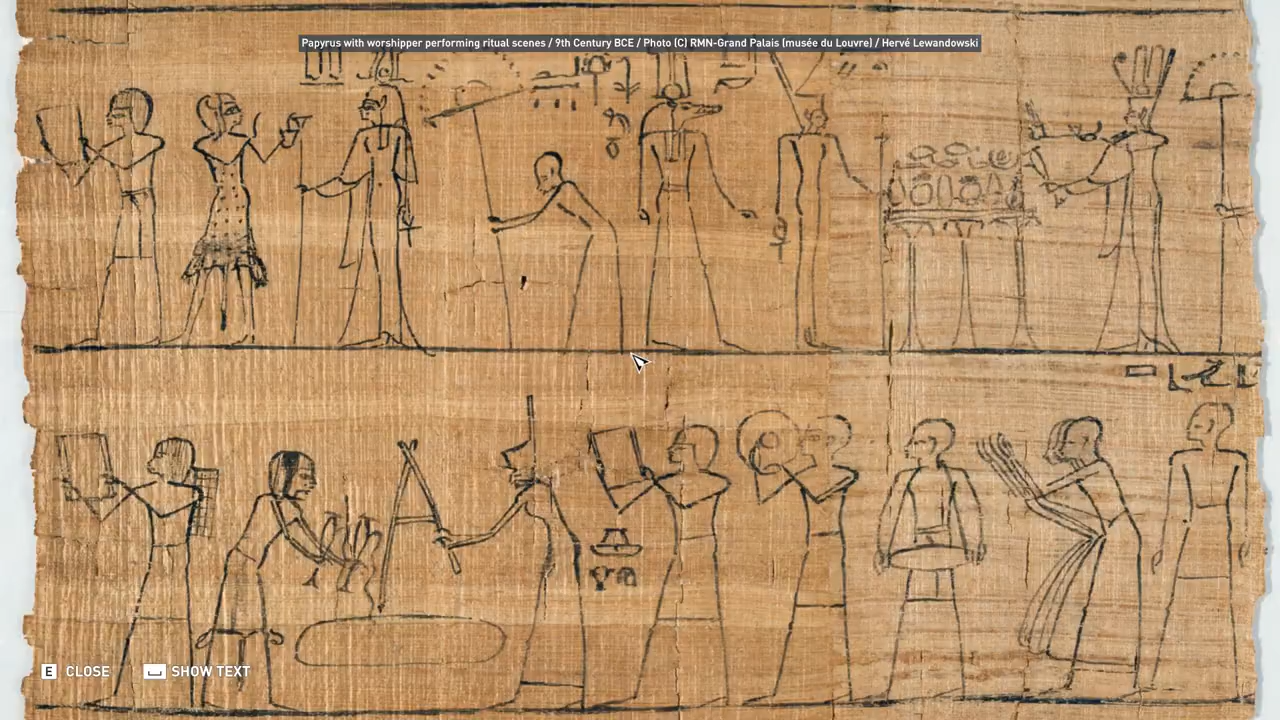 Papyrus with worshipper performing ritual scenes / 9th Century BCE / Photo (C) RMN-Grand Palais (musée du Louvre) / Hervé Lewandowski
E CLOSE
SHOW TEXT